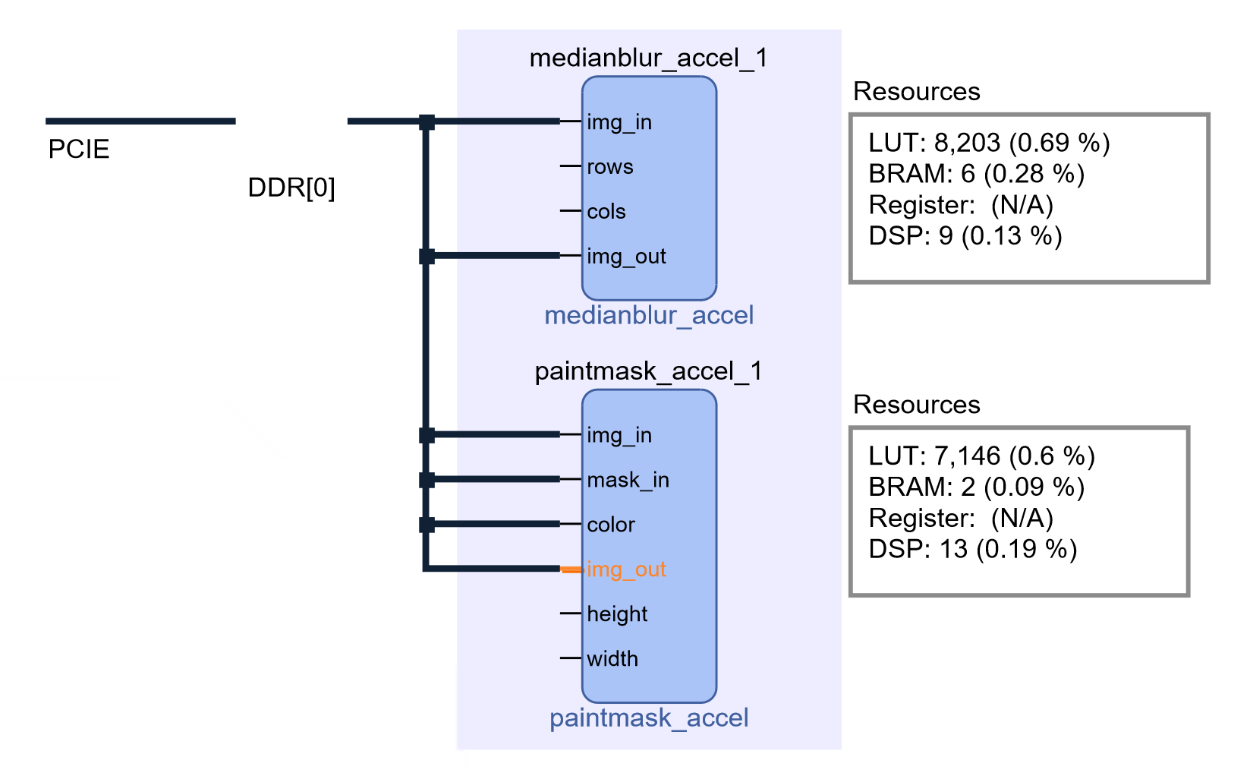 PCIE
DDR[0]
medianblur_accel_1
img_in
rows
cols
img_out
medianblur_accel
Resources
LUT: 8,203 (0.69 %)
BRAM: 6 (0.28 %)
Register:  (N/A)
DSP: 9 (0.13 %)
paintmask_accel_1
img_in
mask_in
color
img_out
height
width
paintmask_accel
Resources
LUT: 7,146 (0.6 %)
BRAM: 2 (0.09 %)
Register:  (N/A)
DSP: 13 (0.19 %)